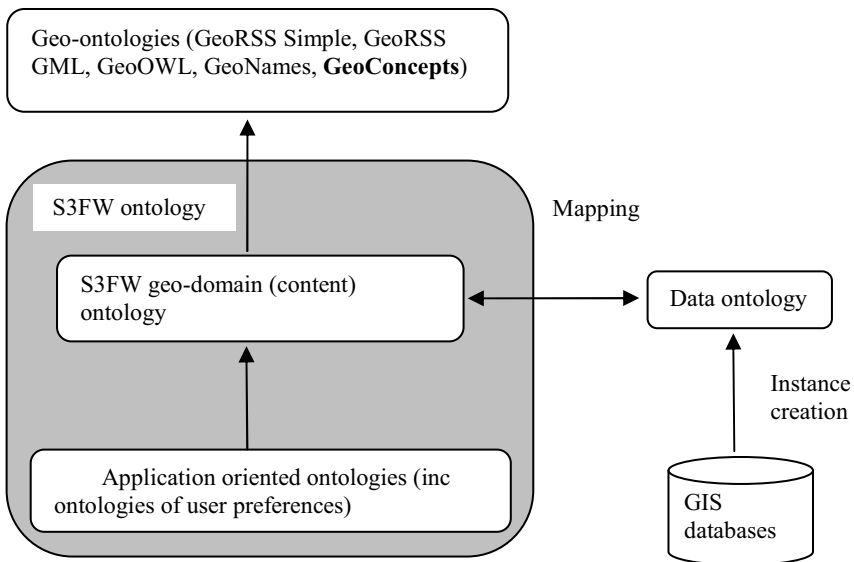 Geo-ontologies (GeoRSS Simple, GeoRSS
GML, GeoOWL, GeoNames, GeoConcepts)
S3FW ontology
Mapping
S3FW geo-domain (content)
ontology
Data ontology
Instance
creation
Application oriented ontologies (inc
ontologies of user preferences)
GIS
databases